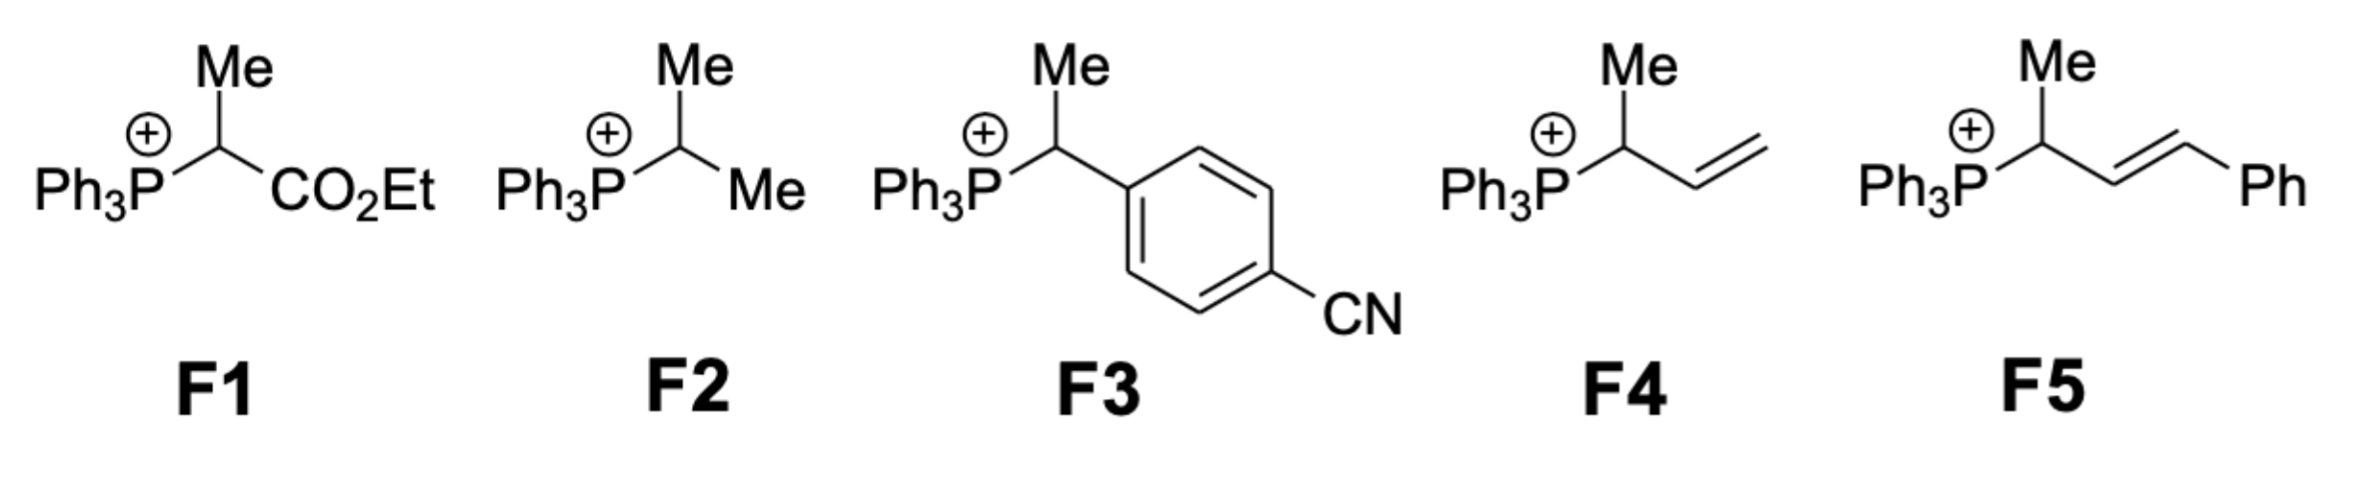 Me Me Me Me Me
⊕ ⊕ ⊕ ⊕ ⊕
Ph₃P CO₂Et Ph₃P Me Ph₃P Ph₃P Ph₃P Ph
CN
F1 F2 F3 F4 F5